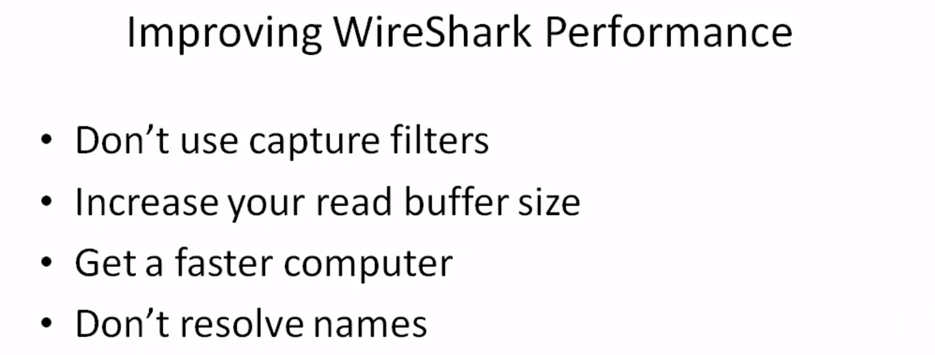 Improving WireShark Performance
• Don’t use capture filters
• Increase your read buffer size
• Get a faster computer
• Don’t resolve names